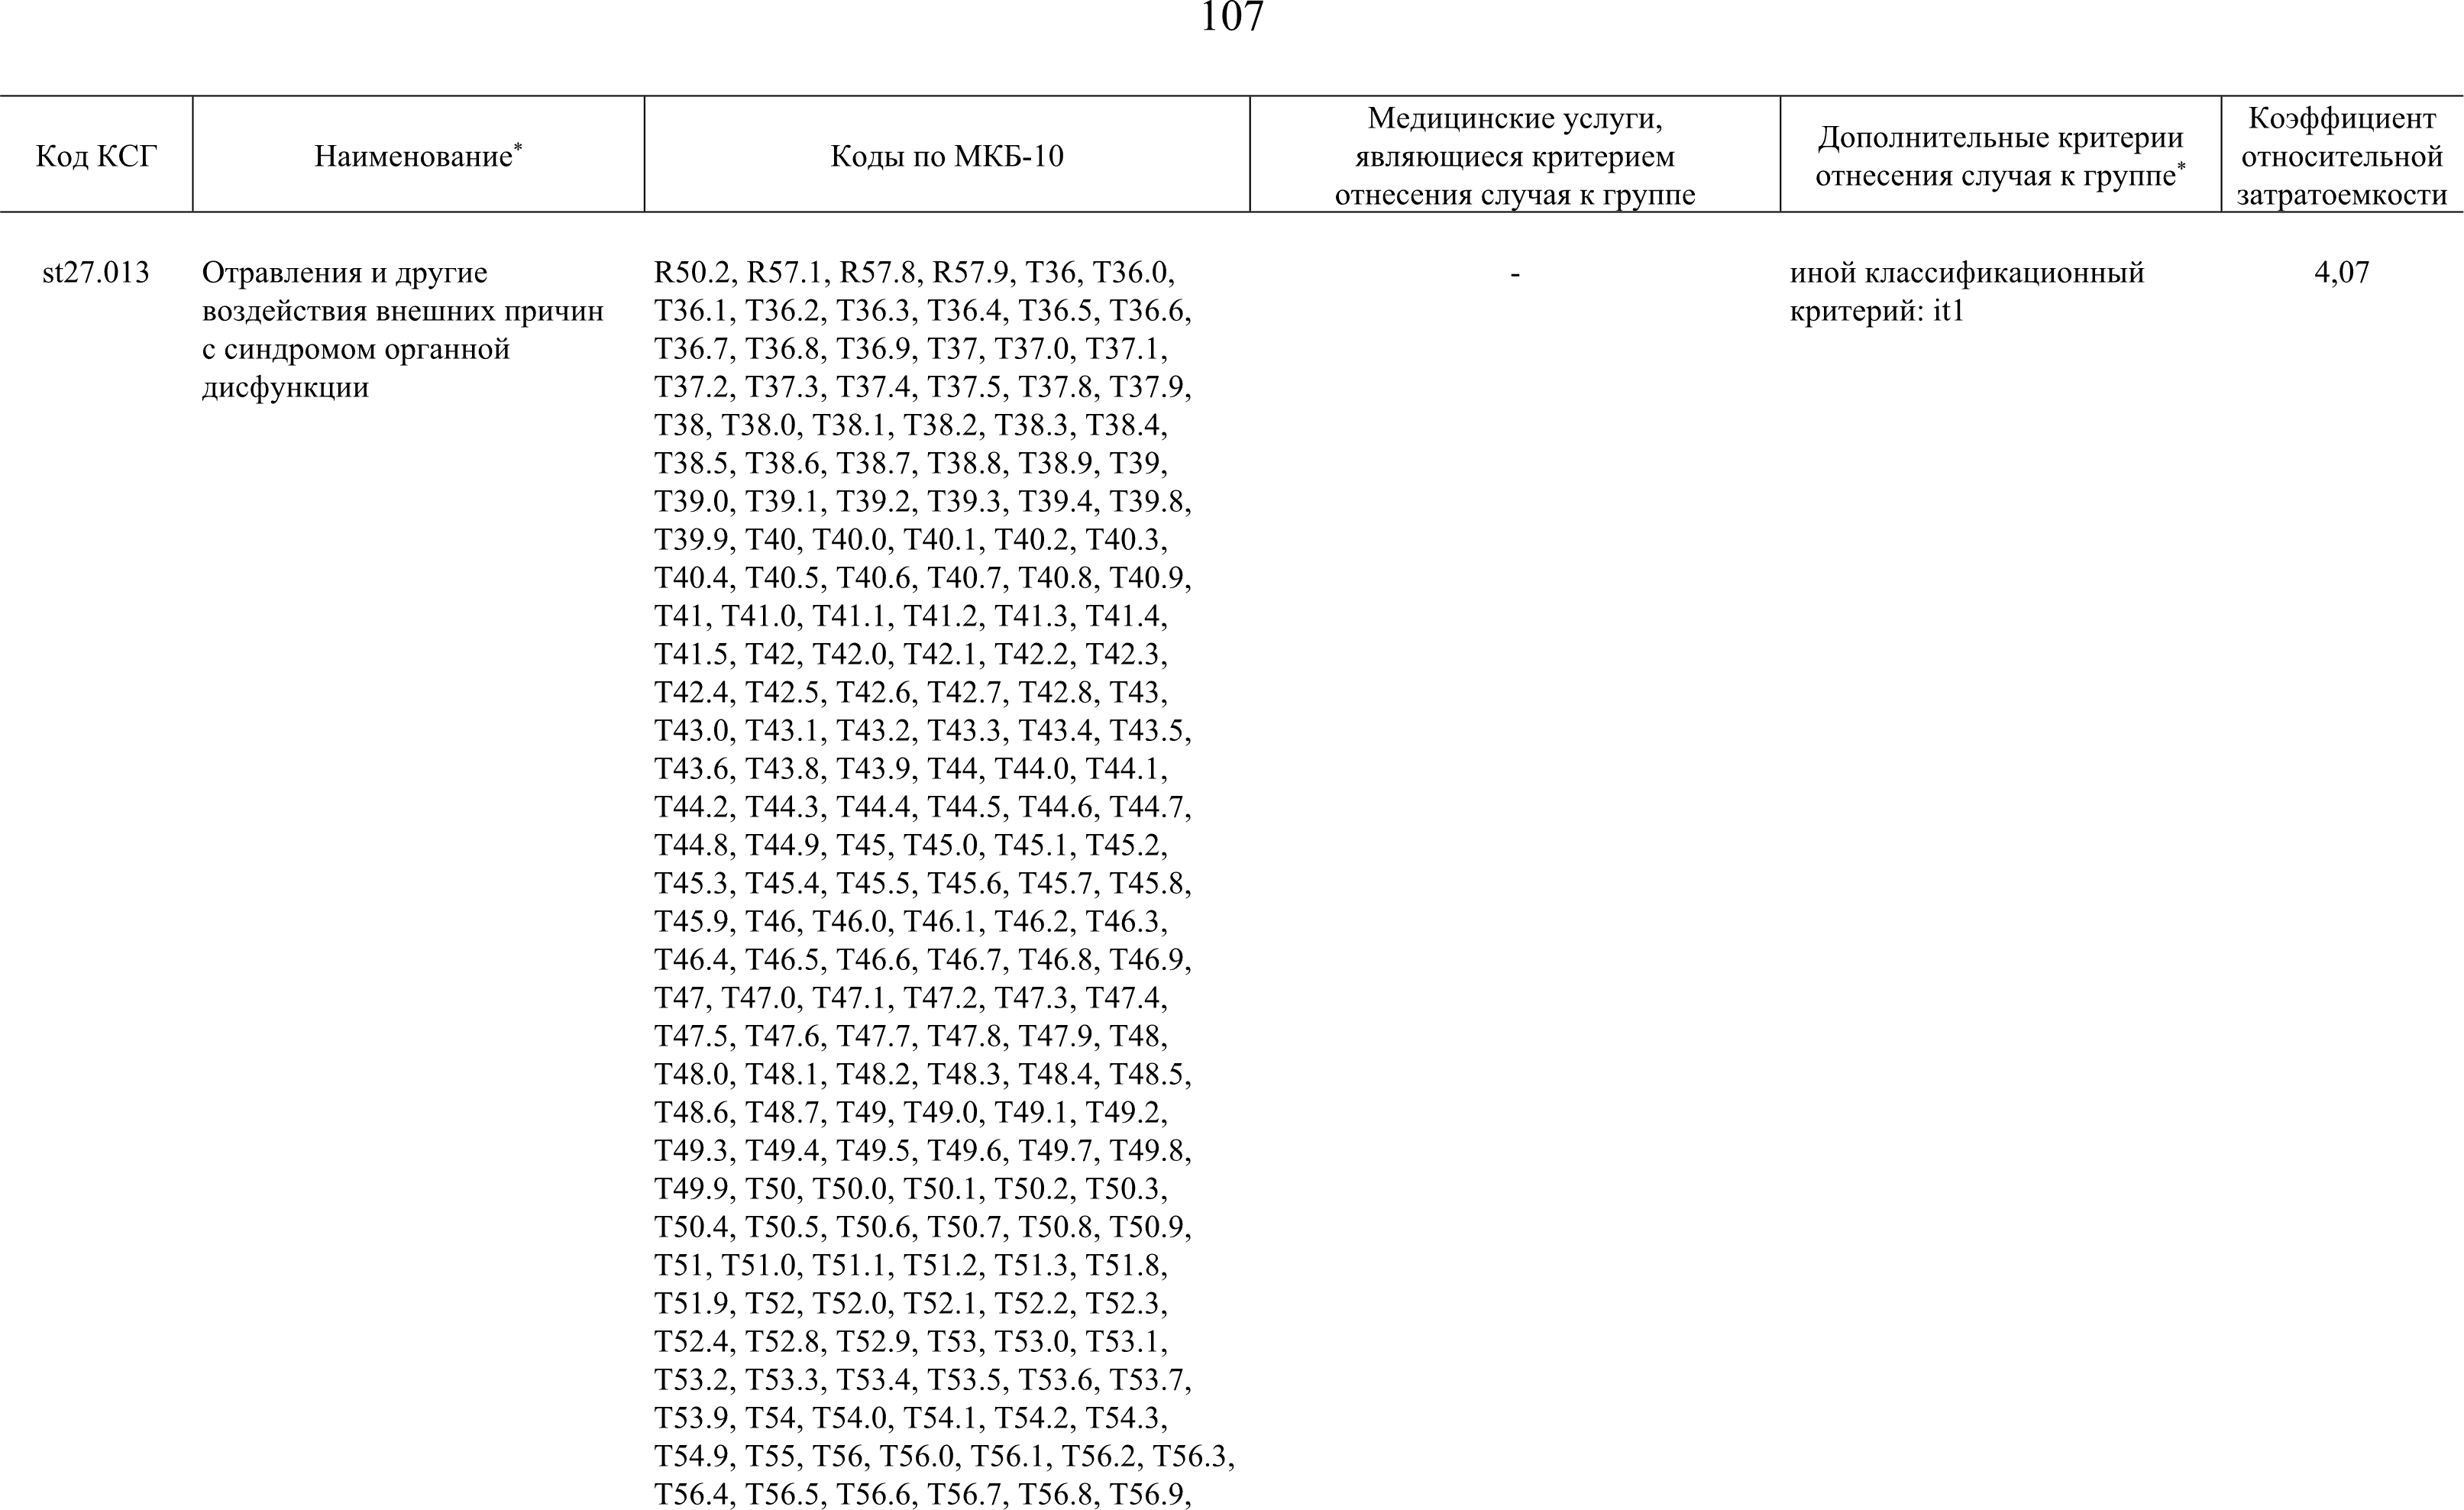 107
Код КСГ
Наименование*
Коды по МКБ-10
Медицинские услуги,
являющиеся критерием
отнесения случая к группе
Дополнительные критерии
отнесения случая к группе*
Коэффициент
относительной
затратоемкости
st27.013
Отравления и другие
воздействия внешних причин
с синдромом органной
дисфункции
R50.2, R57.1, R57.8, R57.9, T36, T36.0,
T36.1, T36.2, T36.3, T36.4, T36.5, T36.6,
T36.7, T36.8, T36.9, T37, T37.0, T37.1,
T37.2, T37.3, T37.4, T37.5, T37.8, T37.9,
T38, T38.0, T38.1, T38.2, T38.3, T38.4,
T38.5, T38.6, T38.7, T38.8, T38.9, T39,
T39.0, T39.1, T39.2, T39.3, T39.4, T39.8,
T39.9, T40, T40.0, T40.1, T40.2, T40.3,
T40.4, T40.5, T40.6, T40.7, T40.8, T40.9,
T41, T41.0, T41.1, T41.2, T41.3, T41.4,
T41.5, T42, T42.0, T42.1, T42.2, T42.3,
T42.4, T42.5, T42.6, T42.7, T42.8, T43,
T43.0, T43.1, T43.2, T43.3, T43.4, T43.5,
T43.6, T43.8, T43.9, T44, T44.0, T44.1,
T44.2, T44.3, T44.4, T44.5, T44.6, T44.7,
T44.8, T44.9, T45, T45.0, T45.1, T45.2,
T45.3, T45.4, T45.5, T45.6, T45.7, T45.8,
T45.9, T46, T46.0, T46.1, T46.2, T46.3,
T46.4, T46.5, T46.6, T46.7, T46.8, T46.9,
T47, T47.0, T47.1, T47.2, T47.3, T47.4,
T47.5, T47.6, T47.7, T47.8, T47.9, T48,
T48.0, T48.1, T48.2, T48.3, T48.4, T48.5,
T48.6, T48.7, T49, T49.0, T49.1, T49.2,
T49.3, T49.4, T49.5, T49.6, T49.7, T49.8,
T49.9, T50, T50.0, T50.1, T50.2, T50.3,
T50.4, T50.5, T50.6, T50.7, T50.8, T50.9,
T51, T51.0, T51.1, T51.2, T51.3, T51.8,
T51.9, T52, T52.0, T52.1, T52.2, T52.3,
T52.4, T52.8, T52.9, T53, T53.0, T53.1,
T53.2, T53.3, T53.4, T53.5, T53.6, T53.7,
T53.9, T54, T54.0, T54.1, T54.2, T54.3,
T54.9, T55, T56, T56.0, T56.1, T56.2, T56.3,
T56.4, T56.5, T56.6, T56.7, T56.8, T56.9,
-
иной классификационный
критерий: it1
4,07